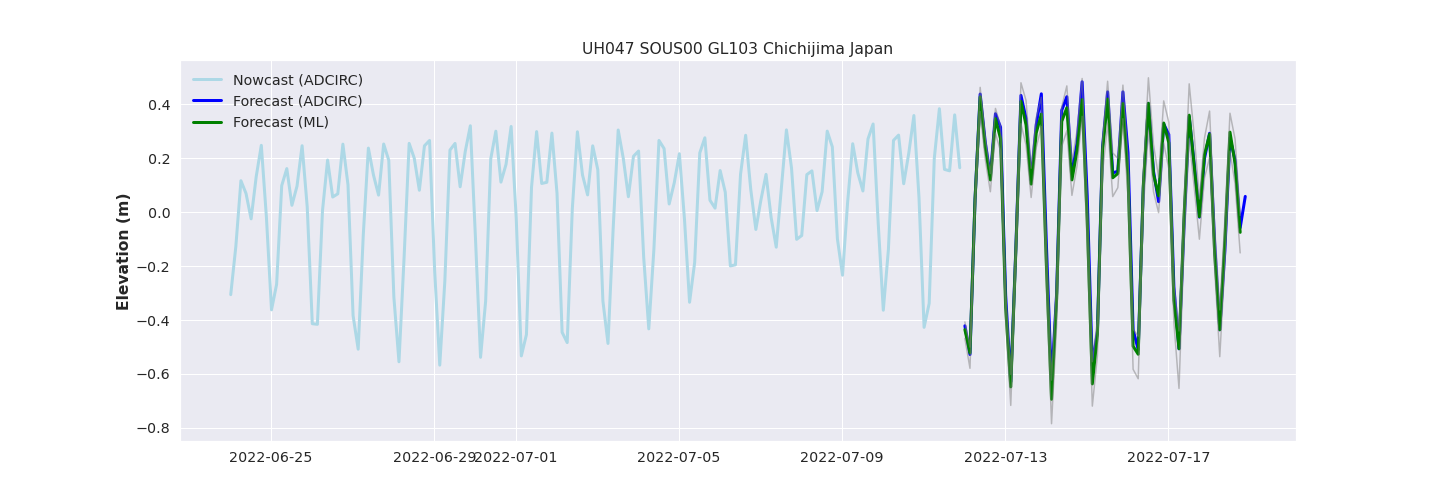 UH047 SOUS00 GL103 Chichijima Japan
Nowcast (ADCIRC)
Forecast (ADCIRC)
Forecast (ML)
Elevation (m)
0.4
0.2
0.0
−0.2
−0.4
−0.6
−0.8
2022-06-25 2022-06-29 2022-07-01 2022-07-05 2022-07-09 2022-07-13 2022-07-17